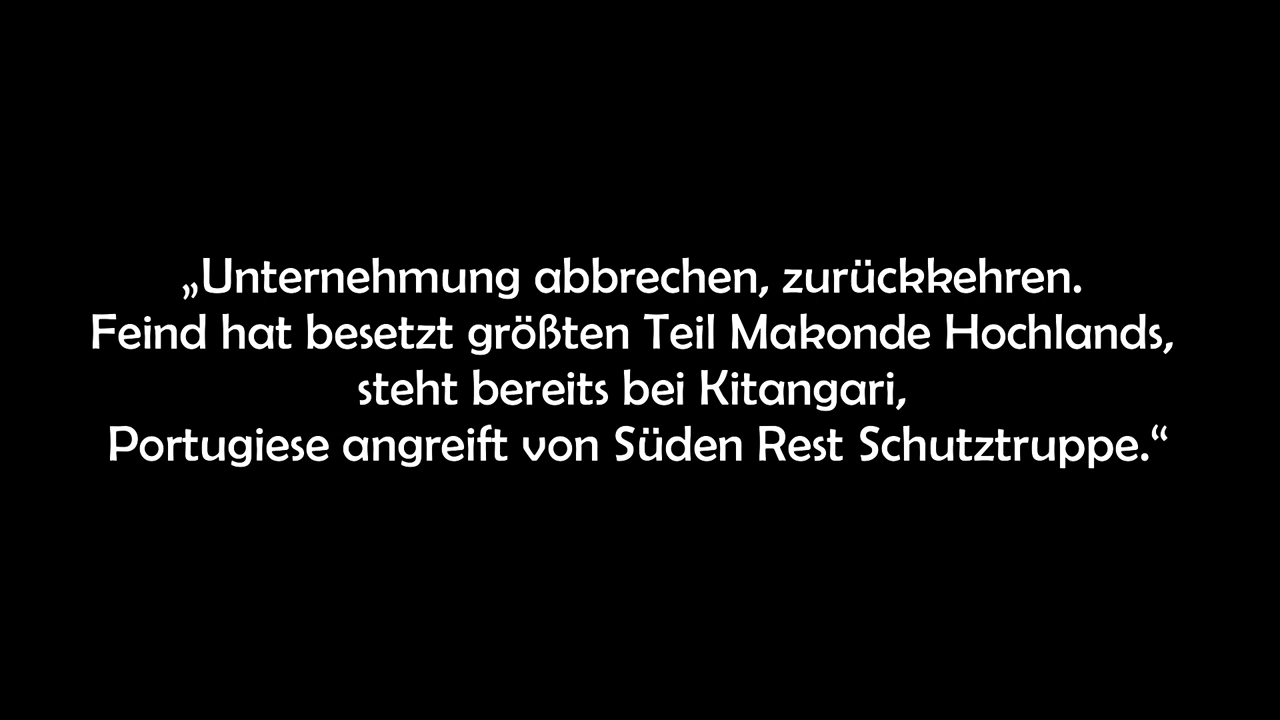 „Unternehmung abbrechen, zurückkehren.
Feind hat besetzt größten Teil Makonde Hochlands,
steht bereits bei Kitangari,
Portugiese angreift von Süden Rest Schutztruppe.“